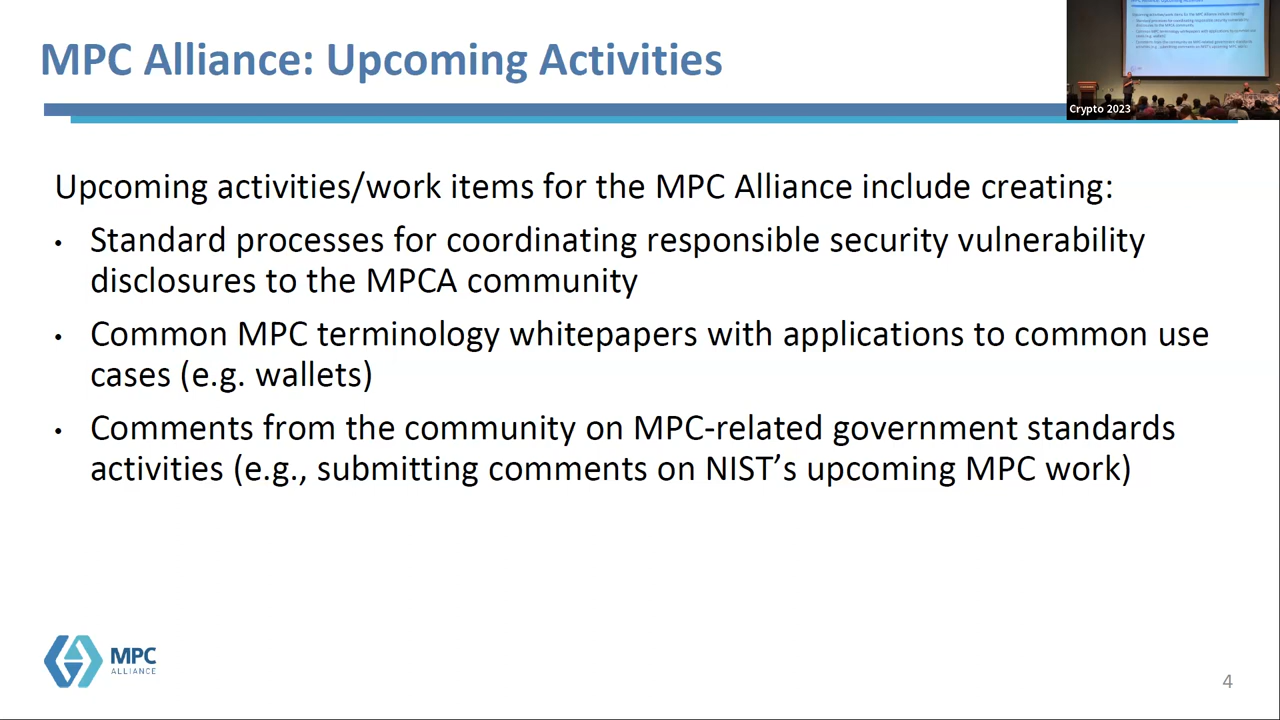 MPC Alliance: Upcoming Activities
Crypto 2023
Upcoming activities/work items for the MPC Alliance include creating:
• Standard processes for coordinating responsible security vulnerability
disclosures to the MPCA community
• Common MPC terminology whitepapers with applications to common use
cases (e.g. wallets)
• Comments from the community on MPC-related government standards
activities (e.g., submitting comments on NIST’s upcoming MPC work)
MPC
ALLIANCE
4